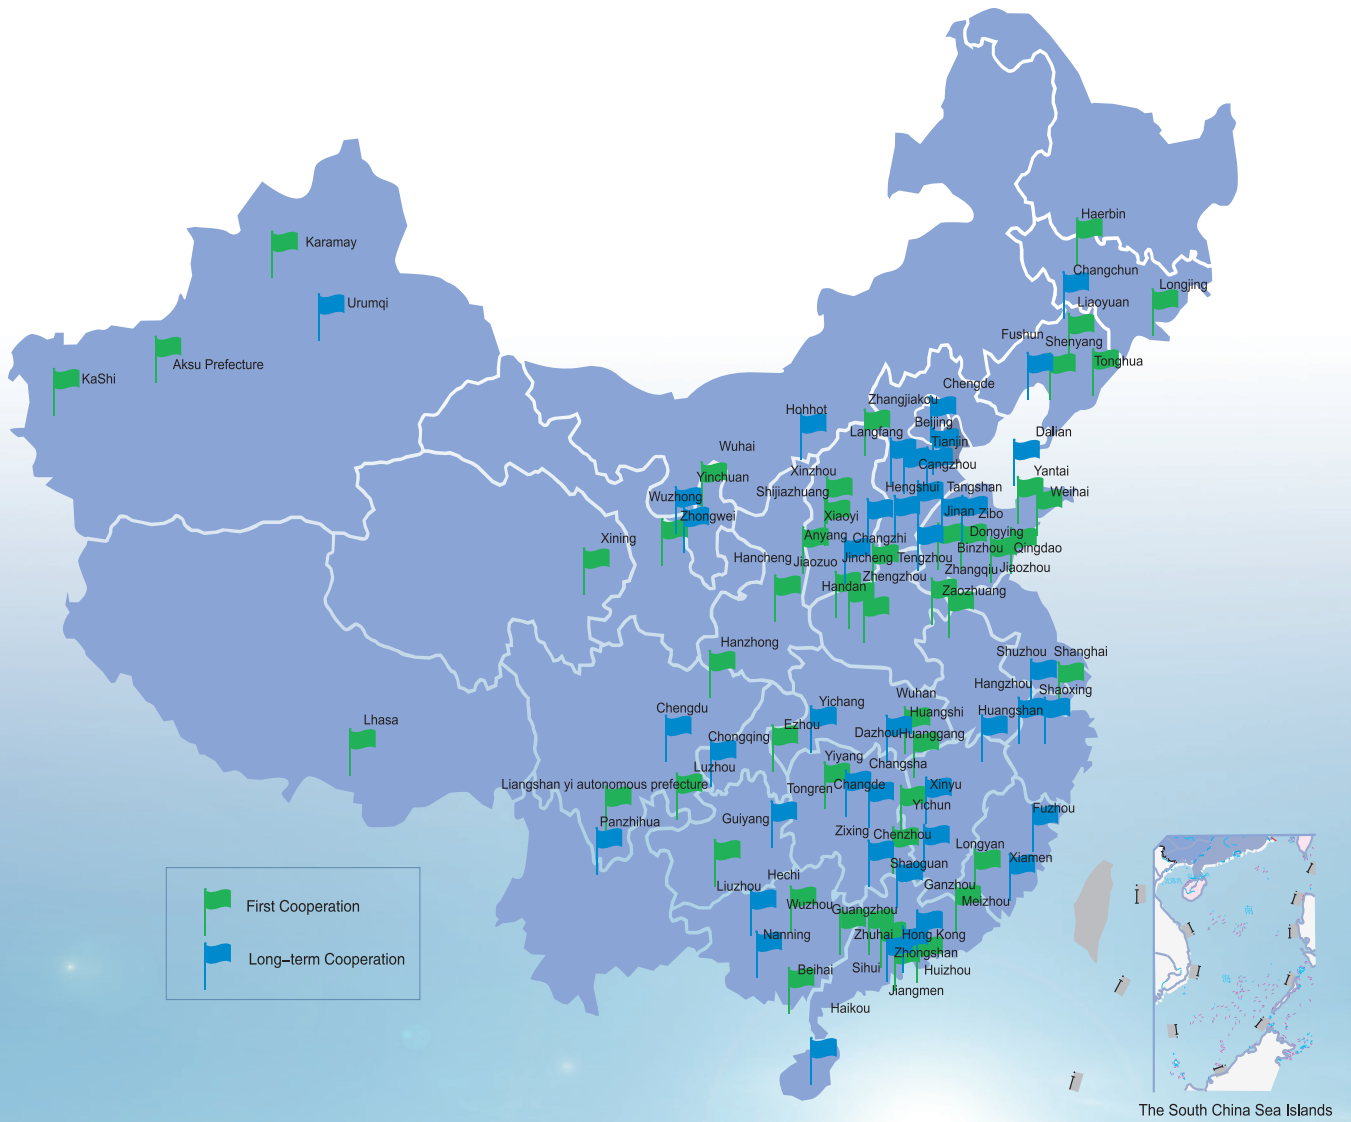 Haerbin
Karamay
Changchun
Longjing
Urumqi
Liaoyuan
Fushun
Shenyang
Aksu Prefecture
Tonghua
KaShi
Chengde
Zhangjiakou
Hohhot
Beljing
Langfang
Dalian
Tianjin
Wuhai
Cangzhou
Xinzhou
Yantai
Yinchuan
Hengshui
Tangshan
Shijiazhuang
Weihai
Wuzhong
Jinan
Zibo
Zhongwei
Xiaoyi
Dongying
Anyang
Changzhi
Xining
Binzhou
Qingdao
Hancheng
Jiaozuo
Jincheng
Tengzhou
Zhangqiu
Jiaozhou
Zhengzhou
Handan
Zaozhuang
Hanzhong
Shuzhou
Shanghai
Hangzhou
Shaoxing
Wuhan
Yichang
Chengdu
Huangshi
Huangshan
Lhasa
Ezhou
Dazhou
Huanggang
Chongqing
Yiyang
Changsha
Luzhou
Liangshan yi autonomous prefecture
Tongren
Changde
Xinyu
Yichun
Fuzhou
Panzhihua
Guiyang
Zixing
Chenzhou
Longyan
Xiamen
Shaoguan
Hechi
Liuzhou
Ganzhou
Meizhou
Wuzhou
Guangzhou
Nanning
Zhuhai
Hong Kong
Zhongshan
Beihai
Sihui
Huizhou
Jiangmen
Haikou
First Cooperation
Long-term Cooperation
The South China Sea Islands